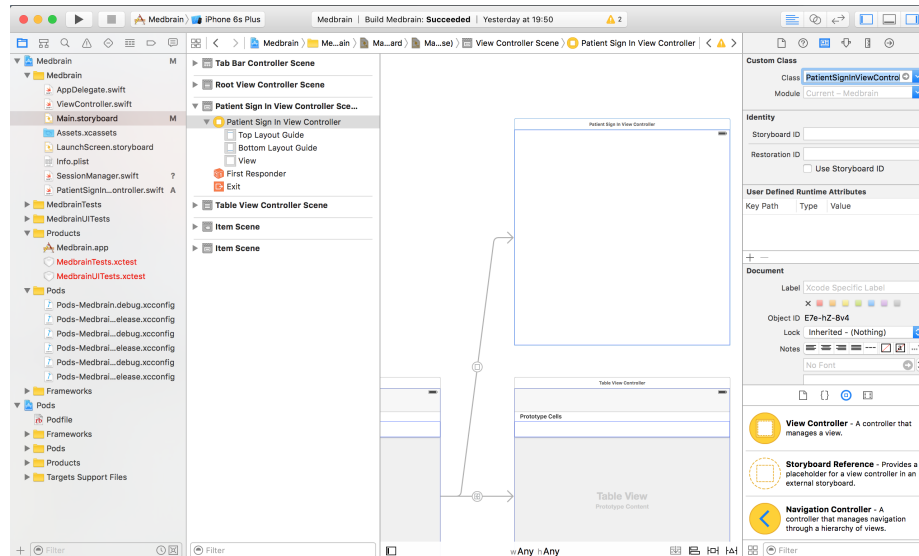 Medbrain
iPhone 6s Plus
Medbrain | Build Medbrain: Succeeded | Yesterday at 19:50
2
Medbrain
Me...ain
Ma...ard
Ma...se)
View Controller Scene
Patient Sign In View Controller
Medbrain M
Medbrain
AppDelegate.swift
ViewController.swift
Main.storyboard M
Assets.xcassets
LaunchScreen.storyboard
Info.plist
SessionManager.swift ?
PatientSignIn...ontroller.swift A
MedbrainTests
MedbrainUITests
Products
Medbrain.app
MedbrainTests.xctest
MedbrainUITests.xctest
Pods
Pods-Medbrain.debug.xcconfig
Pods-Medbrai...elease.xcconfig
Pods-Medbrai...debug.xcconfig
Pods-Medbrai...elease.xcconfig
Pods-Medbrai...debug.xcconfig
Pods-Medbrai...elease.xcconfig
Frameworks
Pods
Podfile
Frameworks
Pods
Products
Targets Support Files
Filter
Tab Bar Controller Scene
Root View Controller Scene
Patient Sign In View Controller Sce...
Patient Sign In View Controller
Top Layout Guide
Bottom Layout Guide
View
First Responder
Exit
Table View Controller Scene
Item Scene
Item Scene
Filter
Patient Sign In View Controller
Table View Controller
Prototype Cells
Table View
Prototype Content
wAny hAny
Custom Class
Class PatientSignInViewContro
Module Current – Medbrain
Identity
Storyboard ID
Restoration ID
Use Storyboard ID
User Defined Runtime Attributes
Key Path Type Value
Document
Label Xcode Specific Label
Object ID E7e-hZ-8v4
Lock Inherited - (Nothing)
Notes
No Font
View Controller - A controller that
manages a view.
Storyboard Reference - Provides a
placeholder for a view controller in an
external storyboard.
Navigation Controller - A
controller that manages navigation
through a hierarchy of views.
Filter